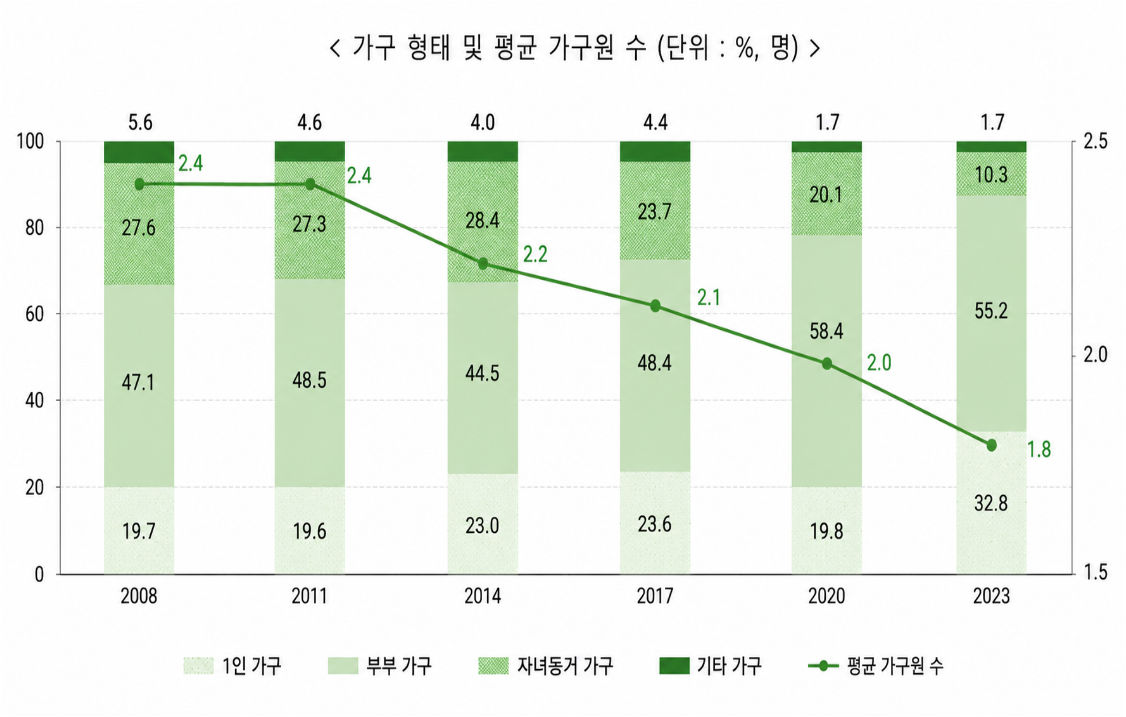 < 가구 형태 및 평균 가구원 수 (단위 : %, 명) >
5.6 4.6 4.0 4.4 1.7 1.7
100 2.5
2.4 2.4 27.6 27.3 28.4 23.7 20.1 10.3
80
2.2 2.1
60
47.1 48.5 44.5 48.4 58.4 55.2
2.0 2.0
40
1.8
20
19.7 19.6 23.0 23.6 19.8 32.8
0 1.5
2008 2011 2014 2017 2020 2023
1인 가구 부부 가구 자녀동거 가구 기타 가구 평균 가구원 수